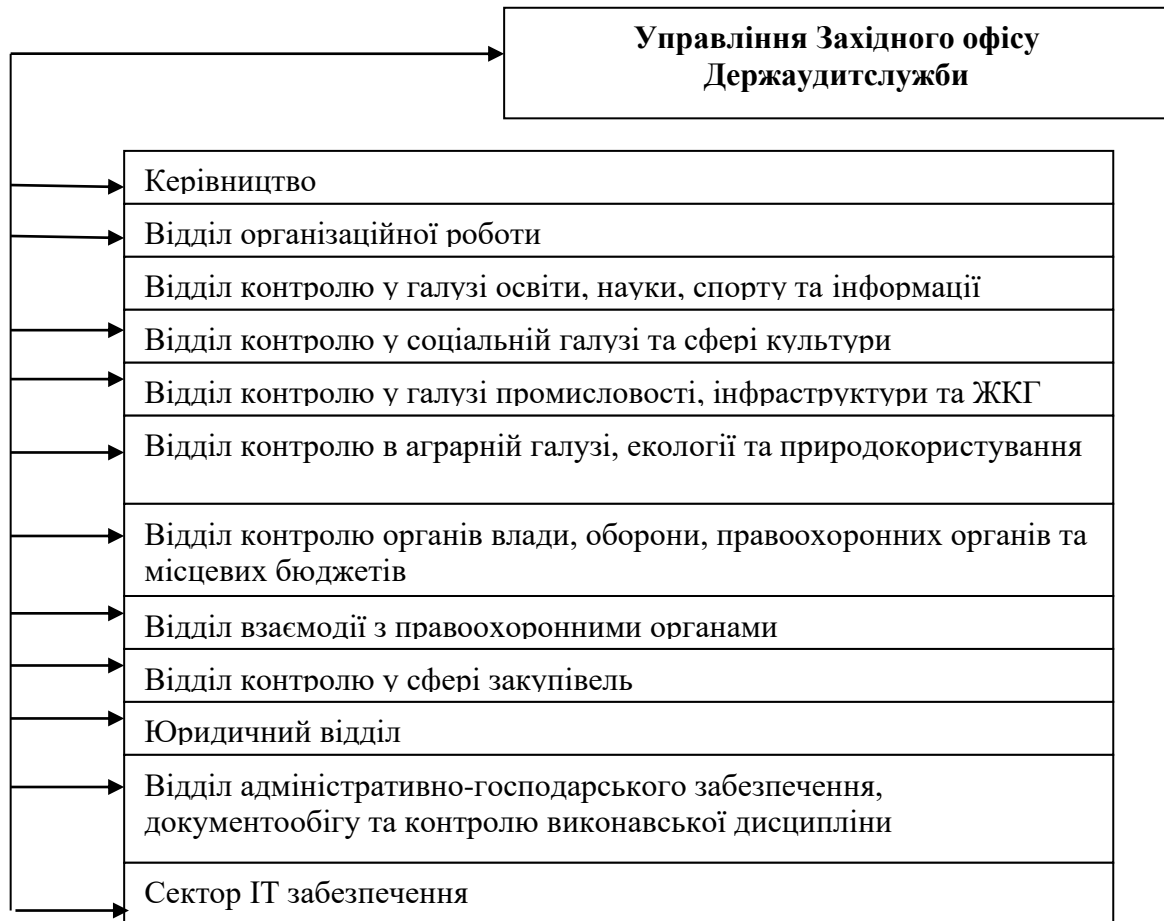 Управління Західного офісу
Держаудитслужби
Керівництво
Відділ організаційної роботи
Відділ контролю у галузі освіти, науки, спорту та інформації
Відділ контролю у соціальній галузі та сфері культури
Відділ контролю у галузі промисловості, інфраструктури та ЖКГ
Відділ контролю в аграрній галузі, екології та природокористування
Відділ контролю органів влади, оборони, правоохоронних органів та
місцевих бюджетів
Відділ взаємодії з правоохоронними органами
Відділ контролю у сфері закупівель
Юридичний відділ
Відділ адміністративно-господарського забезпечення,
документообігу та контролю виконавської дисципліни
Сектор ІТ забезпечення